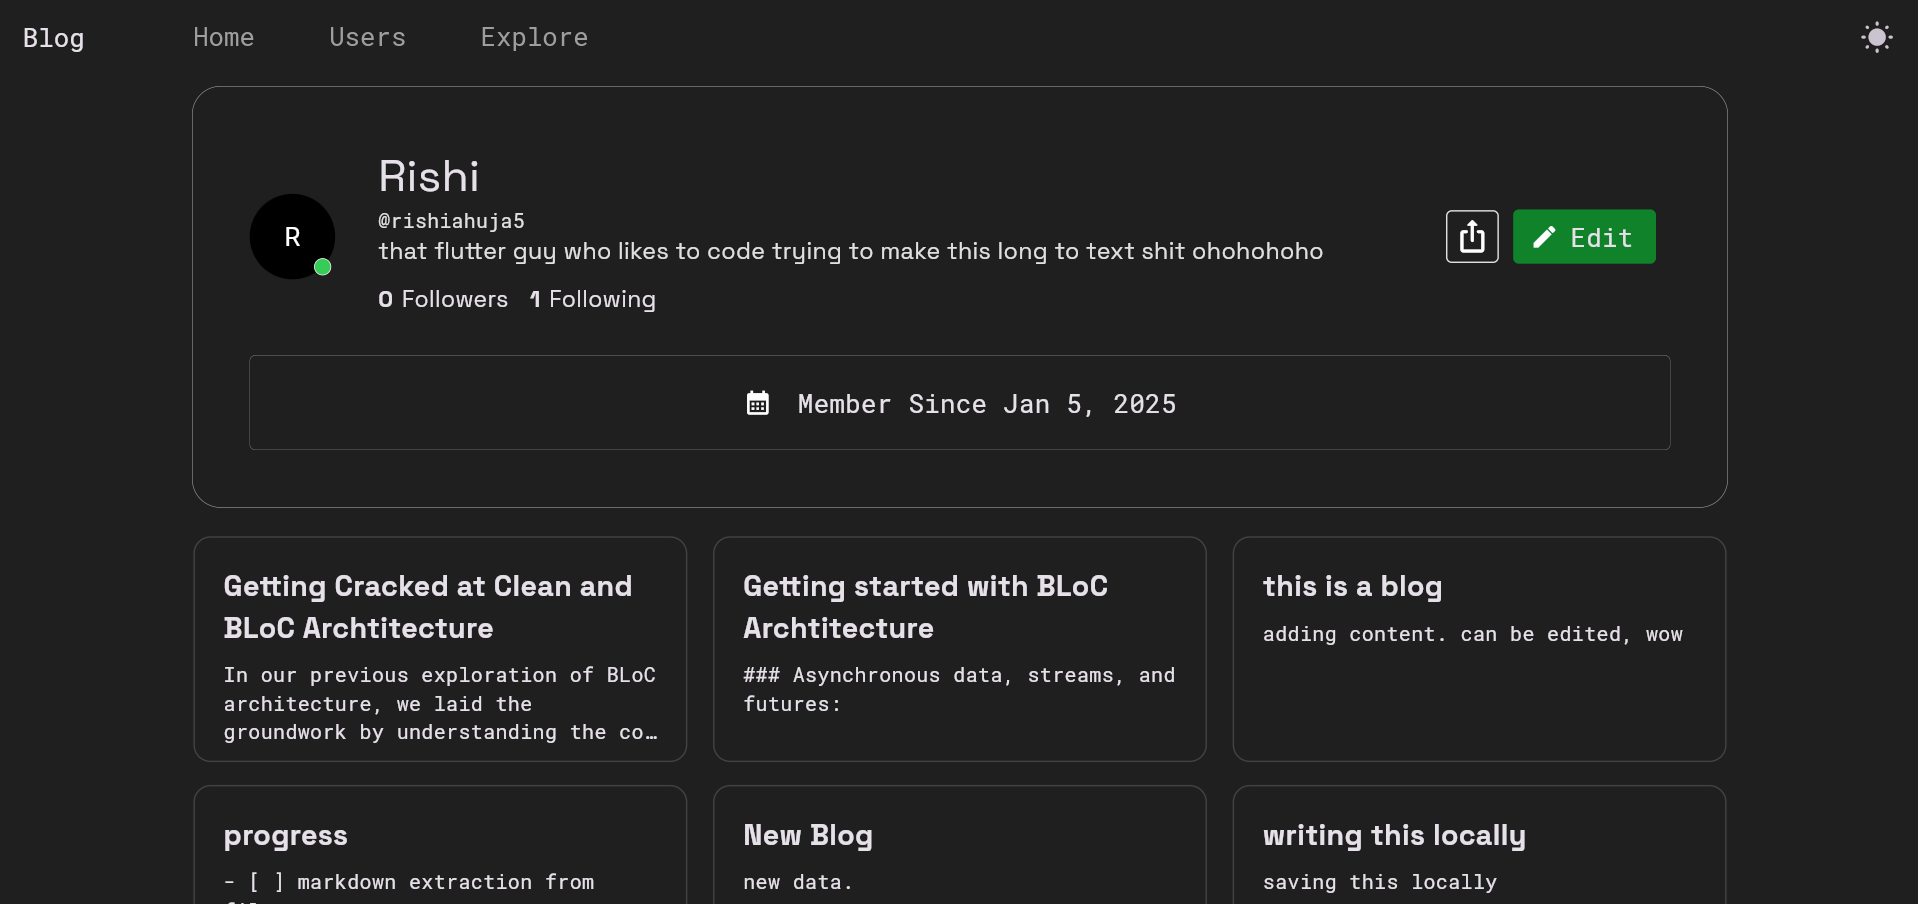 Blog Home Users Explore
Rishi
R
@rishiahuja5
that flutter guy who likes to code trying to make this long to text shit ohohohoho
0 Followers 1 Following
Edit
Member Since Jan 5, 2025
Getting Cracked at Clean and
BLoC Archtitecture
In our previous exploration of BLoC
architecture, we laid the
groundwork by understanding the co…
Getting started with BLoC
Archtitecture
### Asynchronous data, streams, and
futures:
this is a blog
adding content. can be edited, wow
progress
- [ ] markdown extraction from
New Blog
new data.
writing this locally
saving this locally